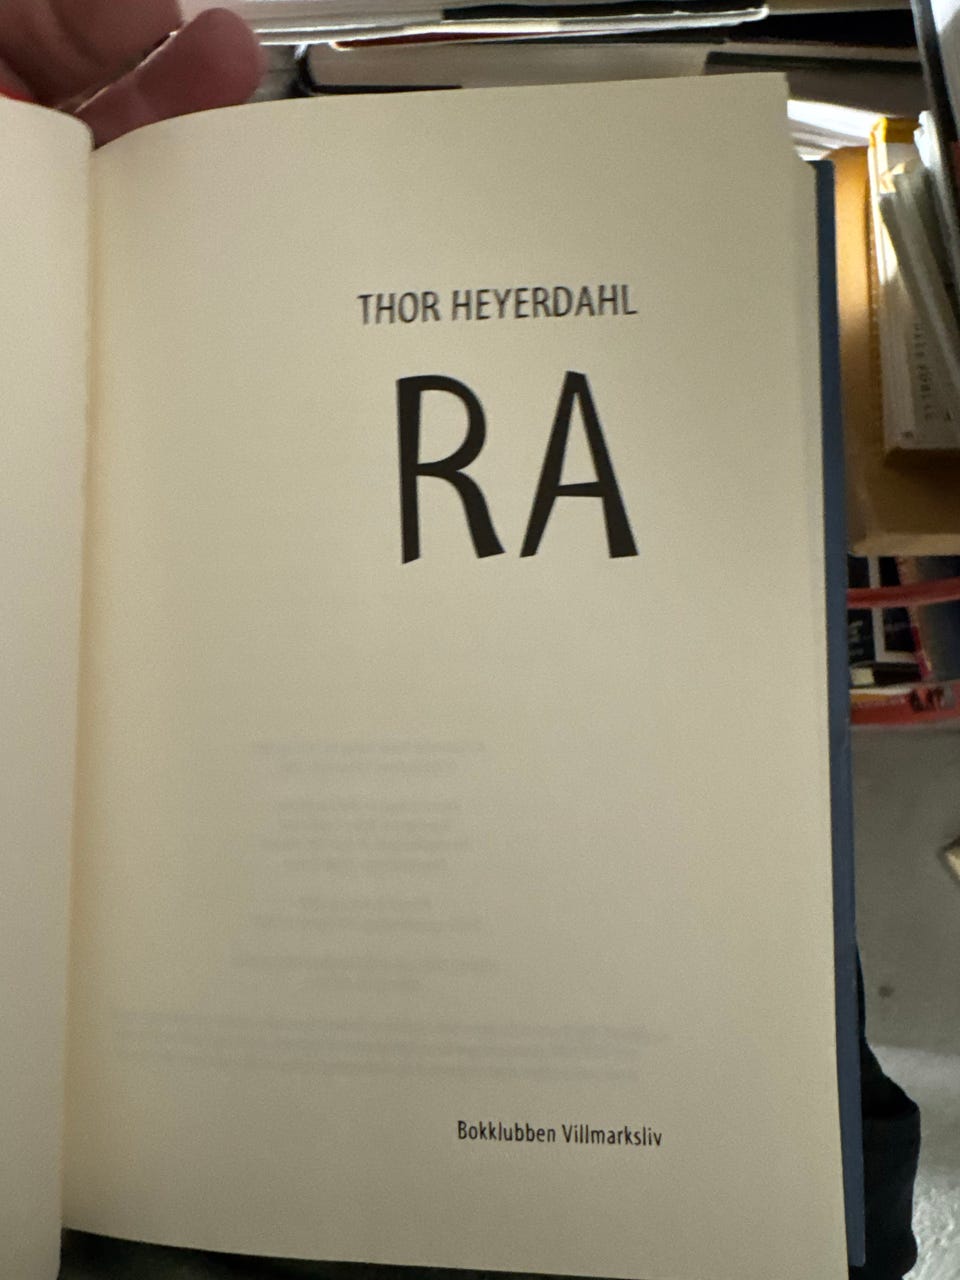 THOR HEYERDAHL
RA
Bokklubben Villmarksliv